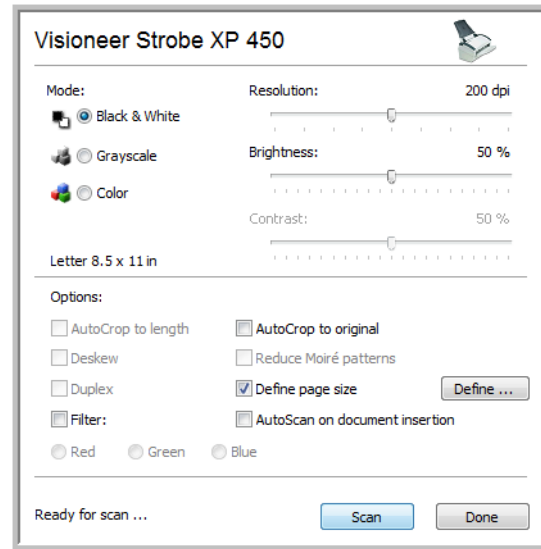 Visioneer Strobe XP 450
Mode:
Black & White
Grayscale
Color
Letter 8.5 x 11 in
Resolution: 200 dpi
Brightness: 50 %
Contrast: 50 %
Options:
AutoCrop to length AutoCrop to original
Deskew Reduce Moiré patterns
Duplex Define page size Define ...
Filter: AutoScan on document insertion
Red Green Blue
Ready for scan ... Scan Done